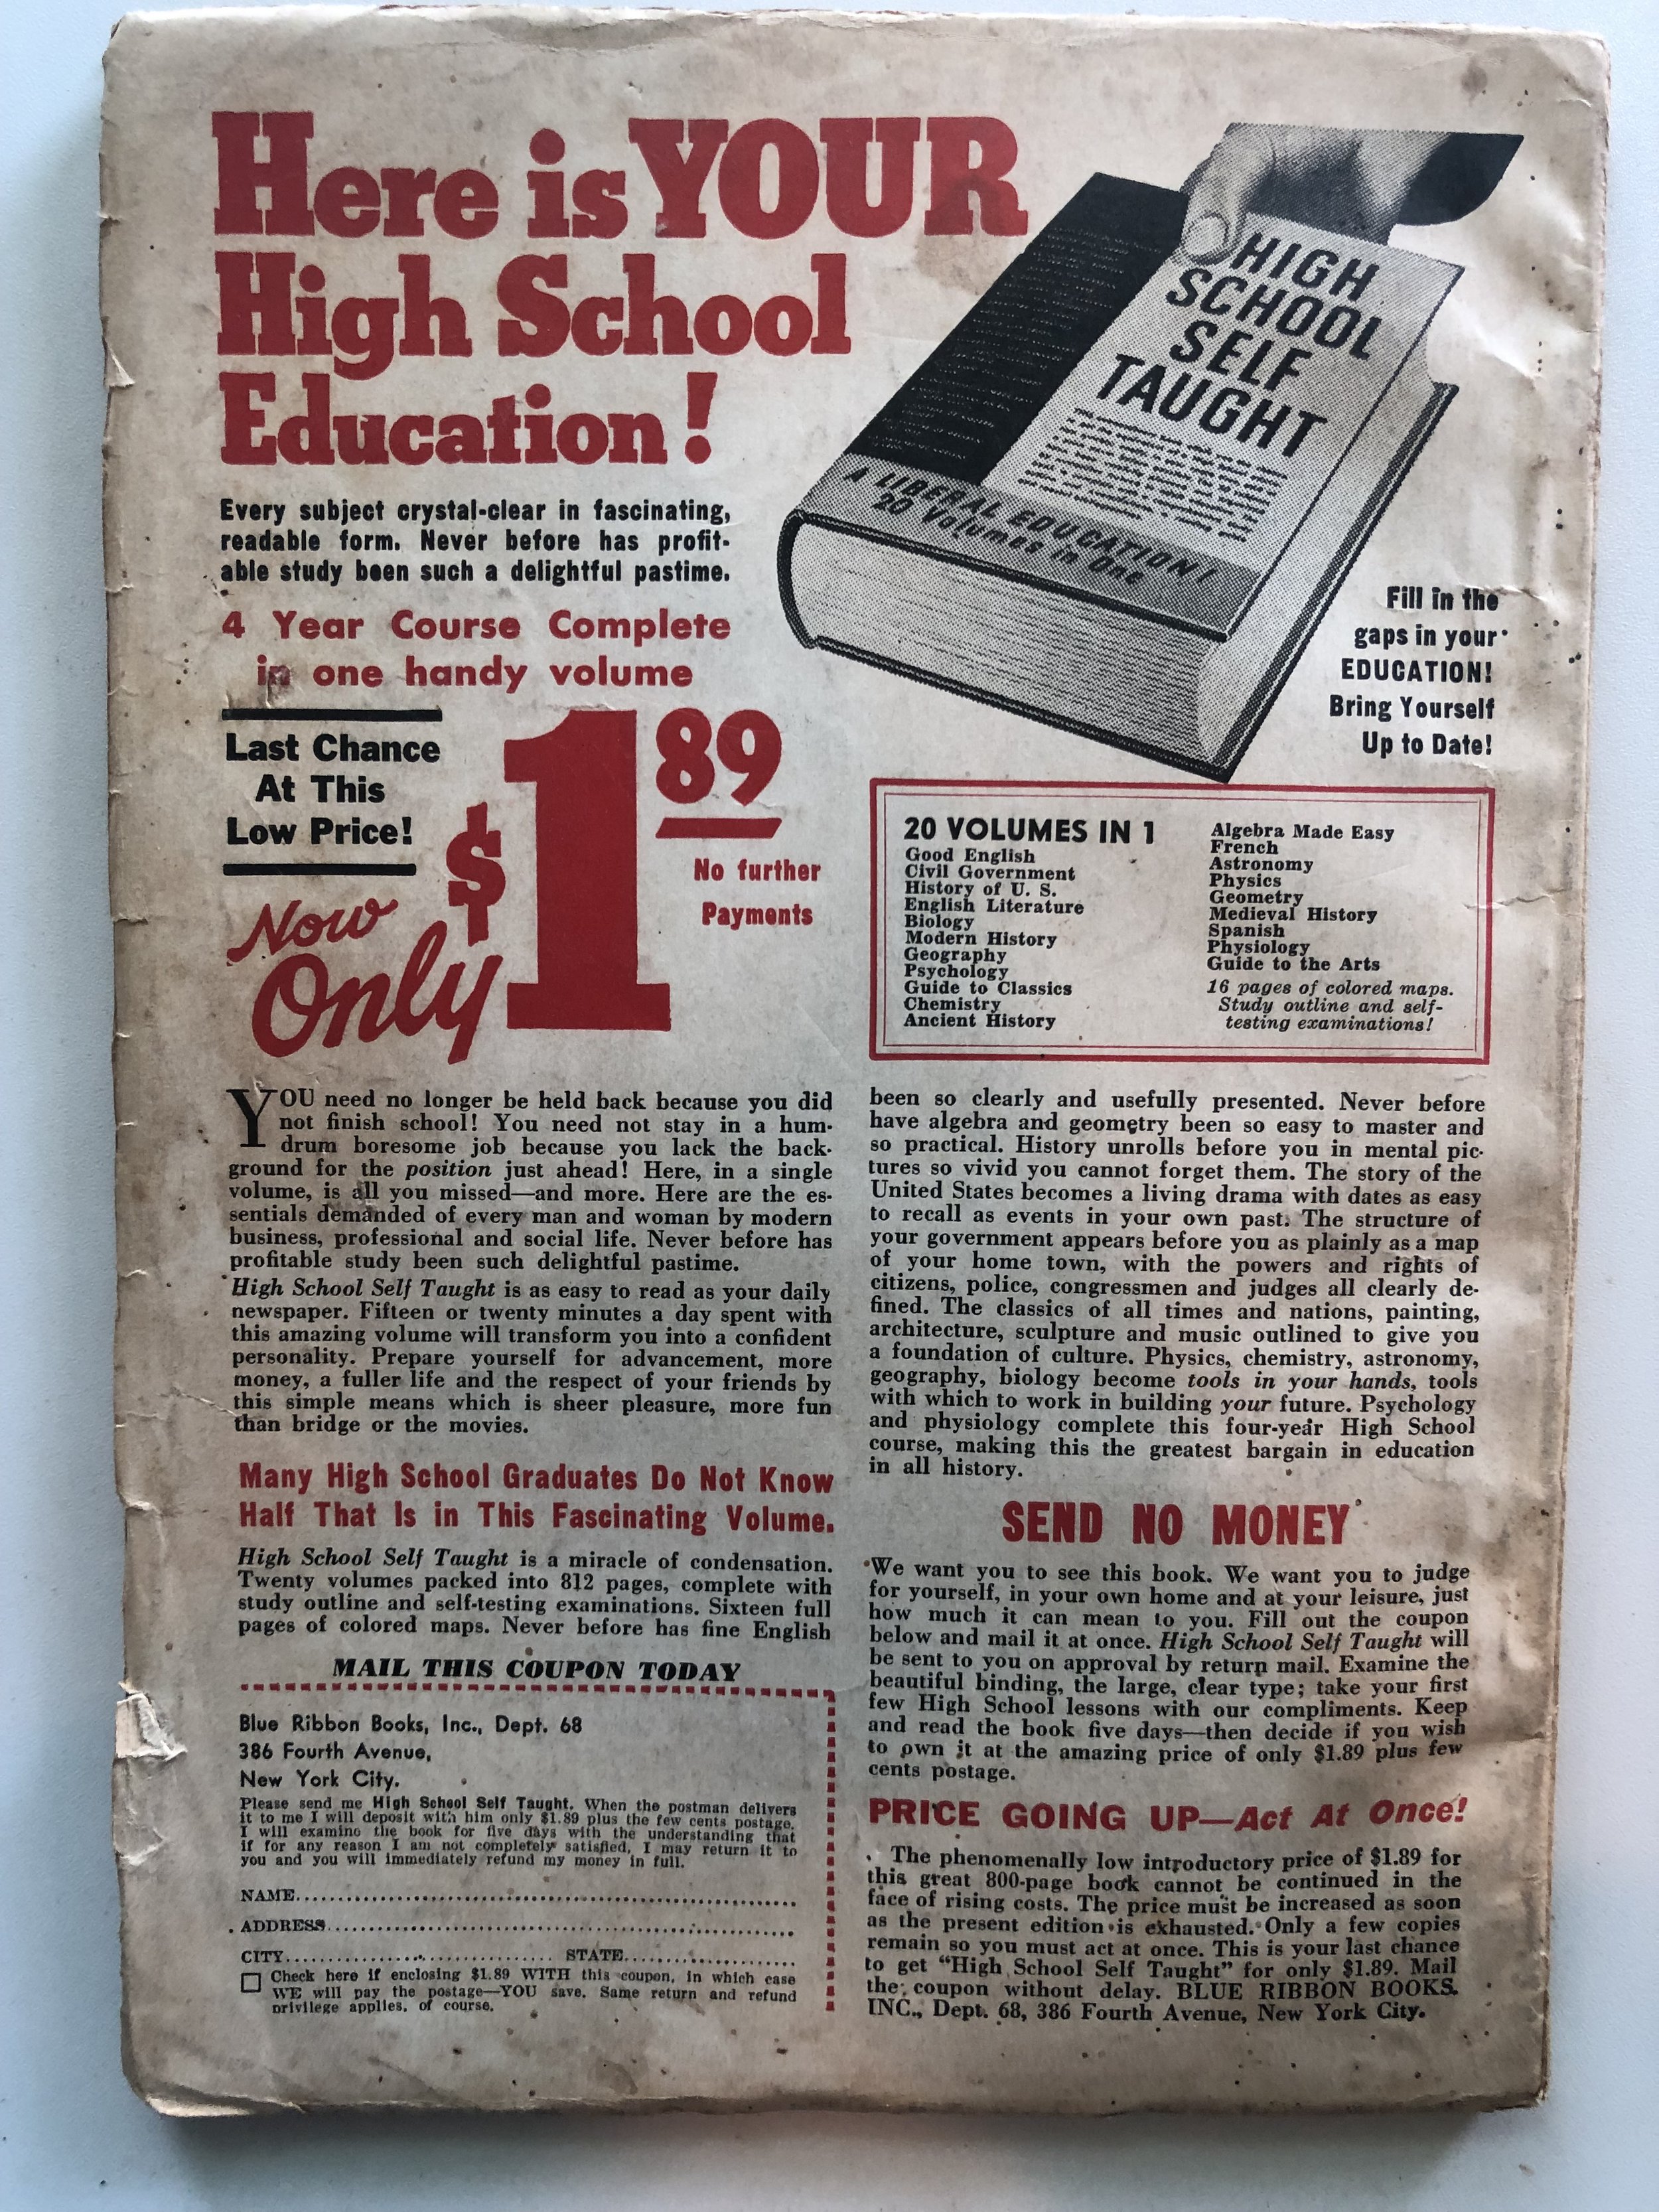 Here is YOUR
High School
Education!
HIGH
SCHOOL
SELF
TAUGHT
A LIBERAL EDUCATION!
20 Volumes in One
Every subject crystal-clear in fascinating,
readable form. Never before has profit-
able study been such a delightful pastime.
4 Year Course Complete
in one handy volume
Fill in the
gaps in your
EDUCATION!
Bring Yourself
Up to Date!
Last Chance
At This
Low Price!
Now
Only
$1 89
No further
Payments
20 VOLUMES IN 1
Good English
Civil Government
History of U. S.
English Literature
Biology
Modern History
Geography
Psychology
Guide to Classics
Chemistry
Ancient History
Algebra Made Easy
French
Astronomy
Physics
Geometry
Medieval History
Spanish
Physiology
Guide to the Arts
16 pages of colored maps.
Study outline and self-
testing examinations!
YOU need no longer be held back because you did
not finish school! You need not stay in a hum-
drum boresome job because you lack the back-
ground for the position just ahead! Here, in a single
volume, is all you missed—and more. Here are the es-
sentials demanded of every man and woman by modern
business, professional and social life. Never before has
profitable study been such delightful pastime.
High School Self Taught is as easy to read as your daily
newspaper. Fifteen or twenty minutes a day spent with
this amazing volume will transform you into a confident
personality. Prepare yourself for advancement, more
money, a fuller life and the respect of your friends by
this simple means which is sheer pleasure, more fun
than bridge or the movies.
Many High School Graduates Do Not Know
Half That Is in This Fascinating Volume.
High School Self Taught is a miracle of condensation.
Twenty volumes packed into 812 pages, complete with
study outline and self-testing examinations. Sixteen full
pages of colored maps. Never before has fine English
been so clearly and usefully presented. Never before
have algebra and geometry been so easy to master and
so practical. History unrolls before you in mental pic-
tures so vivid you cannot forget them. The story of the
United States becomes a living drama with dates as easy
to recall as events in your own past. The structure of
your government appears before you as plainly as a map
of your home town, with the powers and rights of
citizens, police, congressmen and judges all clearly de-
fined. The classics of all times and nations, painting,
architecture, sculpture and music outlined to give you
a foundation of culture. Physics, chemistry, astronomy,
geography, biology become tools in your hands, tools
with which to work in building your future. Psychology
and physiology complete this four-year High School
course, making this the greatest bargain in education
in all history.
SEND NO MONEY
We want you to see this book. We want you to judge
for yourself, in your own home and at your leisure, just
how much it can mean to you. Fill out the coupon
below and mail it at once. High School Self Taught will
be sent to you on approval by return mail. Examine the
beautiful binding, the large, clear type; take your first
few High School lessons with our compliments. Keep
and read the book five days—then decide if you wish
to own it at the amazing price of only $1.89 plus few
cents postage.
PRICE GOING UP—Act At Once!
The phenomenally low introductory price of $1.89 for
this great 800-page book cannot be continued in the
face of rising costs. The price must be increased as soon
as the present edition is exhausted. Only a few copies
remain so you must act at once. This is your last chance
to get "High School Self Taught" for only $1.89. Mail
the coupon without delay. BLUE RIBBON BOOKS,
INC., Dept. 68, 386 Fourth Avenue, New York City.
MAIL THIS COUPON TODAY
Blue Ribbon Books, Inc., Dept. 68
386 Fourth Avenue,
New York City.
Please send me High School Self Taught. When the postman delivers
it to me I will deposit with him only $1.89 plus the few cents postage.
I will examine the book for five days with the understanding that
if for any reason I am not completely satisfied, I may return it to
you and you will immediately refund my money in full.
NAME
ADDRESS
CITY STATE
Check here if enclosing $1.89 WITH this coupon, in which case
WE will pay the postage—YOU save. Same return and refund
privilege applies, of course.